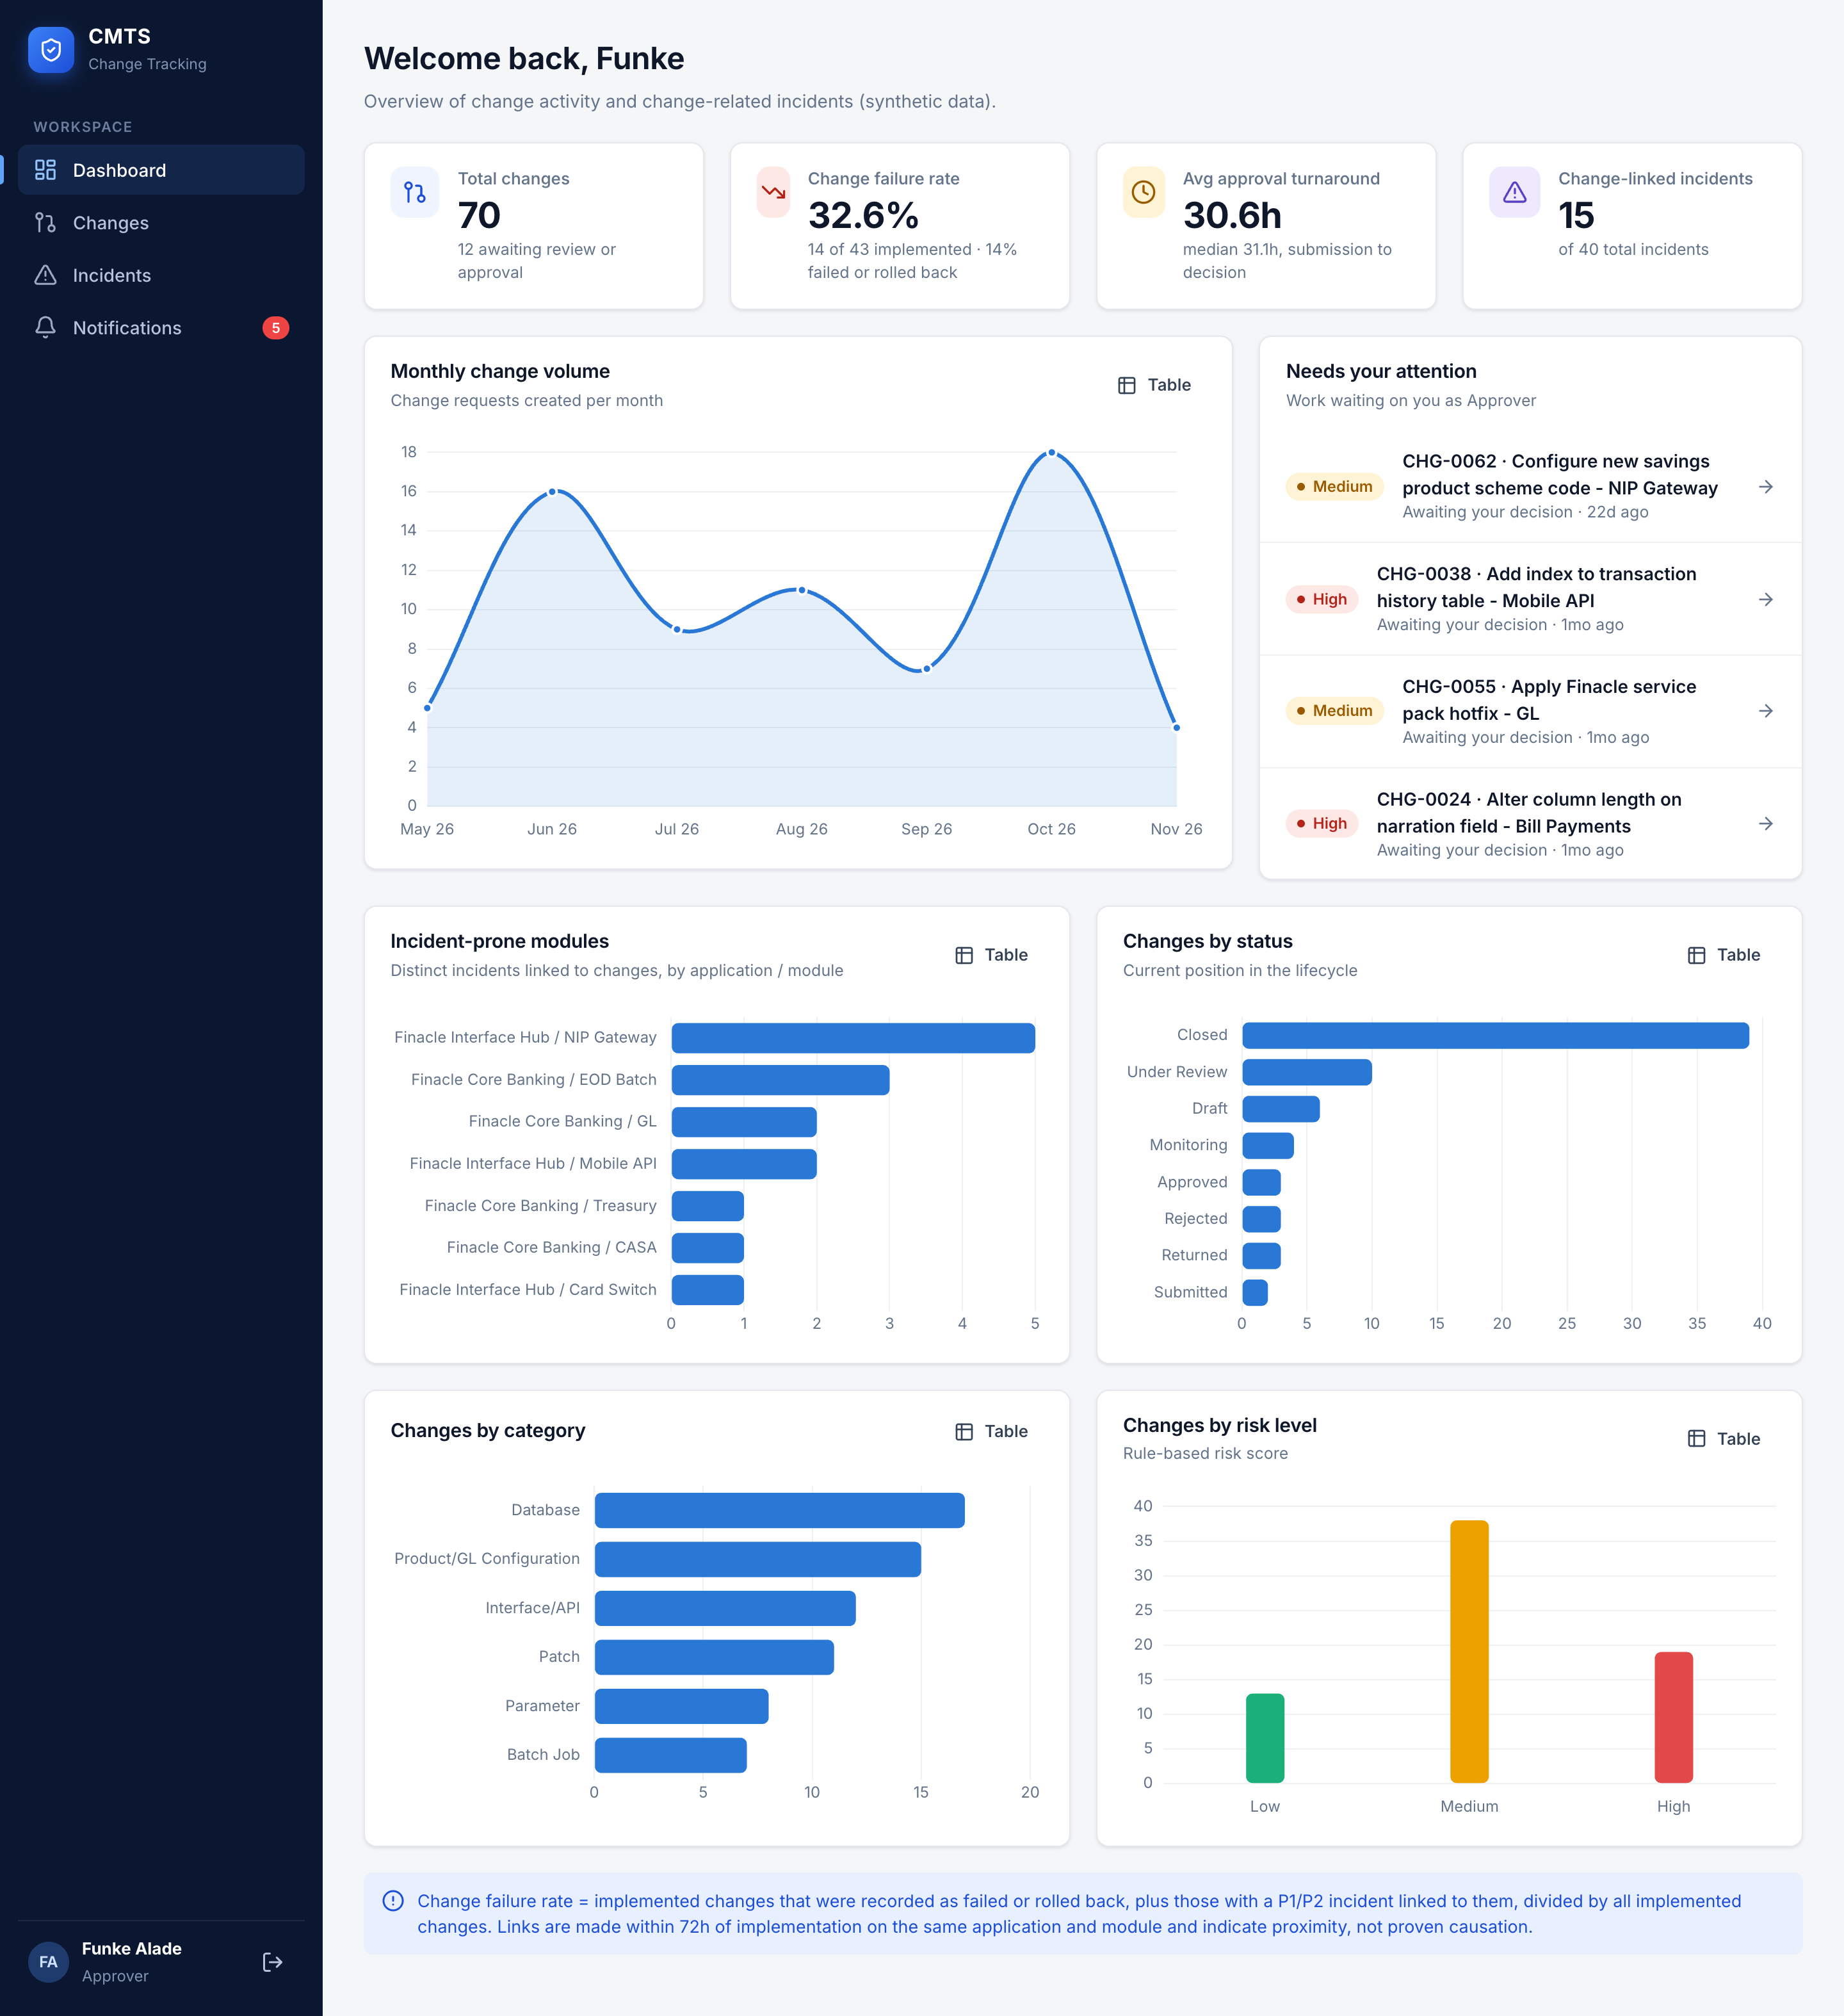 CMTS
Change Tracking
WORKSPACE
Dashboard
Changes
Incidents
Notifications
5
Funke Alade
FA
Approver
Welcome back, Funke
Overview of change activity and change-related incidents (synthetic data).
Total changes
70
12 awaiting review or
approval
Change failure rate
32.6%
14 of 43 implemented · 14%
failed or rolled back
Avg approval turnaround
30.6h
median 31.1h, submission to
decision
Change-linked incidents
15
of 40 total incidents
Monthly change volume
Change requests created per month
Table
18
16
14
12
10
8
6
4
2
0
May 26
Jun 26
Jul 26
Aug 26
Sep 26
Oct 26
Nov 26
Needs your attention
Work waiting on you as Approver
Medium
CHG-0062 · Configure new savings
product scheme code - NIP Gateway
Awaiting your decision · 22d ago
High
CHG-0038 · Add index to transaction
history table - Mobile API
Awaiting your decision · 1mo ago
Medium
CHG-0055 · Apply Finacle service
pack hotfix - GL
Awaiting your decision · 1mo ago
High
CHG-0024 · Alter column length on
narration field - Bill Payments
Awaiting your decision · 1mo ago
Incident-prone modules
Distinct incidents linked to changes, by application / module
Table
Finacle Interface Hub / NIP Gateway
Finacle Core Banking / EOD Batch
Finacle Core Banking / GL
Finacle Interface Hub / Mobile API
Finacle Core Banking / Treasury
Finacle Core Banking / CASA
Finacle Interface Hub / Card Switch
0
1
2
3
4
5
Changes by status
Current position in the lifecycle
Table
Closed
Under Review
Draft
Monitoring
Approved
Rejected
Returned
Submitted
0
5
10
15
20
25
30
35
40
Changes by category
Table
Database
Product/GL Configuration
Interface/API
Patch
Parameter
Batch Job
0
5
10
15
20
Changes by risk level
Rule-based risk score
Table
40
35
30
25
20
15
10
5
0
Low
Medium
High
Change failure rate = implemented changes that were recorded as failed or rolled back, plus those with a P1/P2 incident linked to them, divided by all implemented
changes. Links are made within 72h of implementation on the same application and module and indicate proximity, not proven causation.